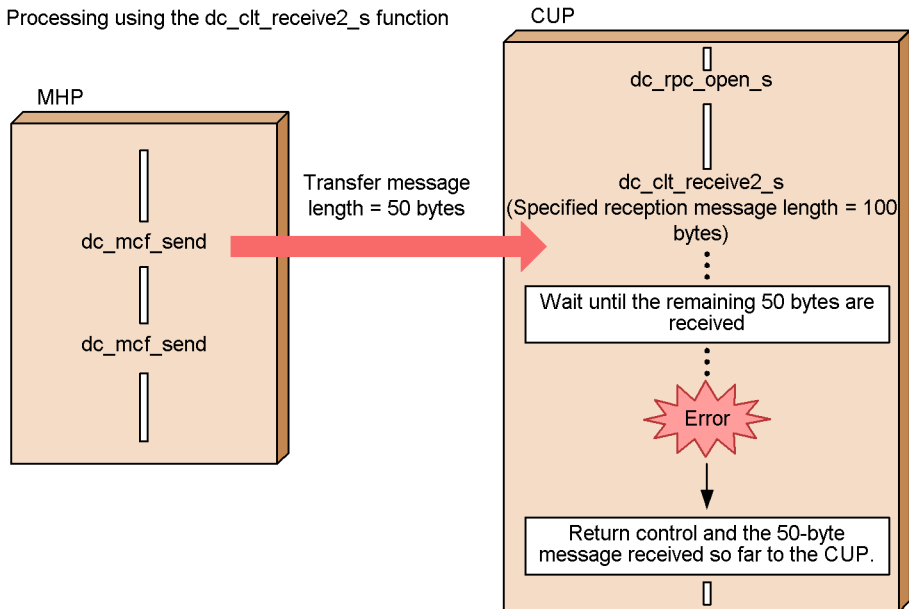 Processing using the dc_clt_receive2_s function
CUP
dc_rpc_open_s
MHP
Transfer message
length = 50 bytes
dc_clt_receive2_s
(Specified reception message length = 100
bytes)
dc_mcf_send
Wait until the remaining 50 bytes are
received
dc_mcf_send
Error
Return control and the 50-byte
message received so far to the CUP.